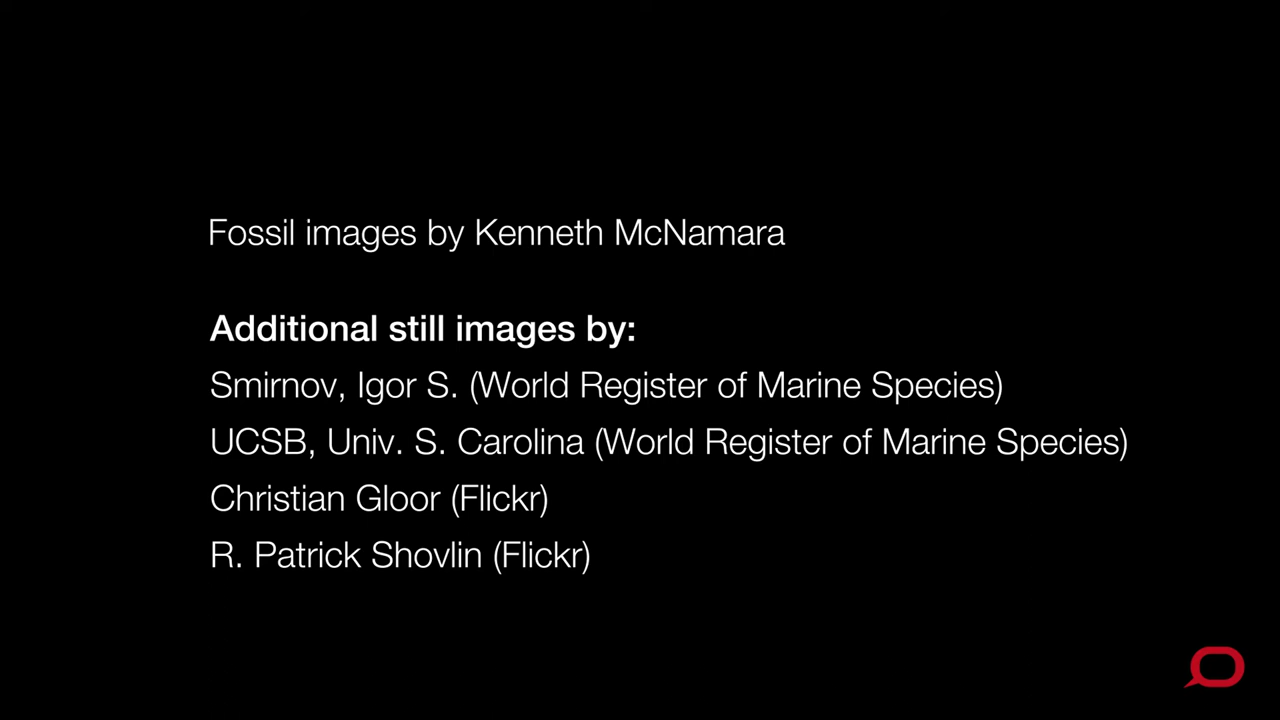 Fossil images by Kenneth McNamara
Additional still images by:
Smirnov, Igor S. (World Register of Marine Species)
UCSB, Univ. S. Carolina (World Register of Marine Species)
Christian Gloor (Flickr)
R. Patrick Shovlin (Flickr)